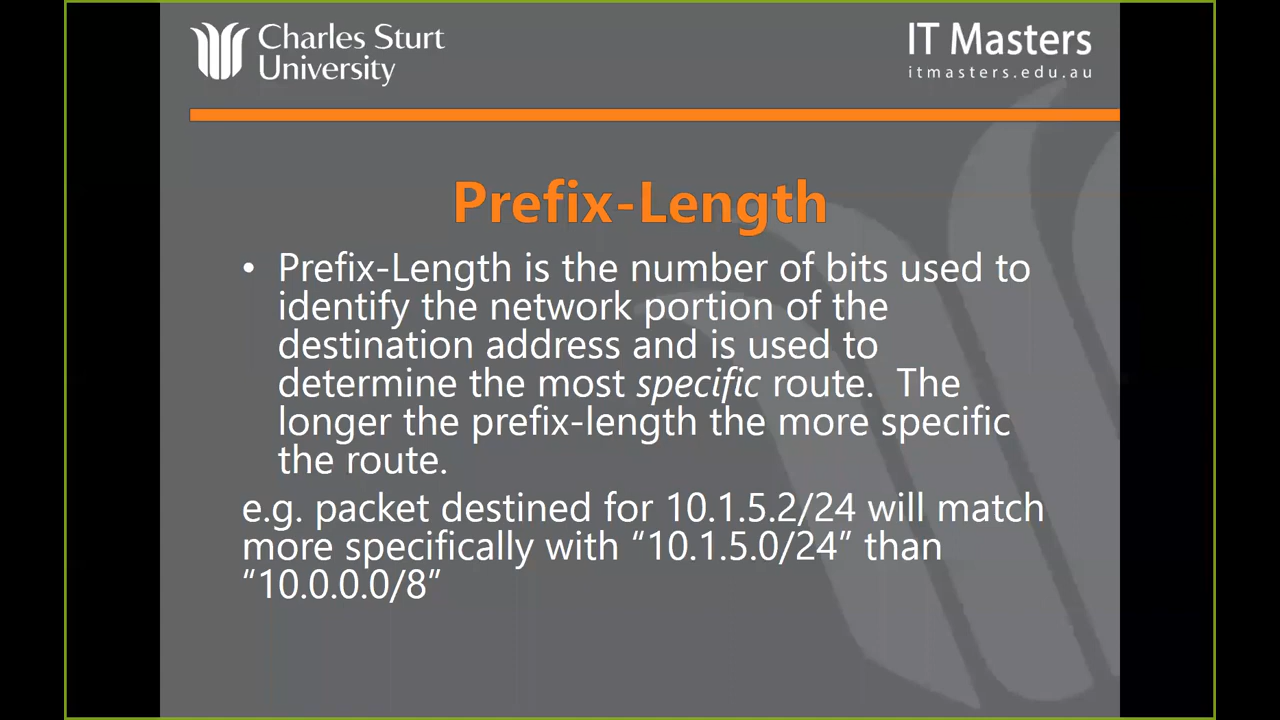 Charles Sturt
University
IT Masters
itmasters.edu.au
Prefix-Length
• Prefix-Length is the number of bits used to
identify the network portion of the
destination address and is used to
determine the most specific route.  The
longer the prefix-length the more specific
the route.
e.g. packet destined for 10.1.5.2/24 will match
more specifically with “10.1.5.0/24” than
“10.0.0.0/8”